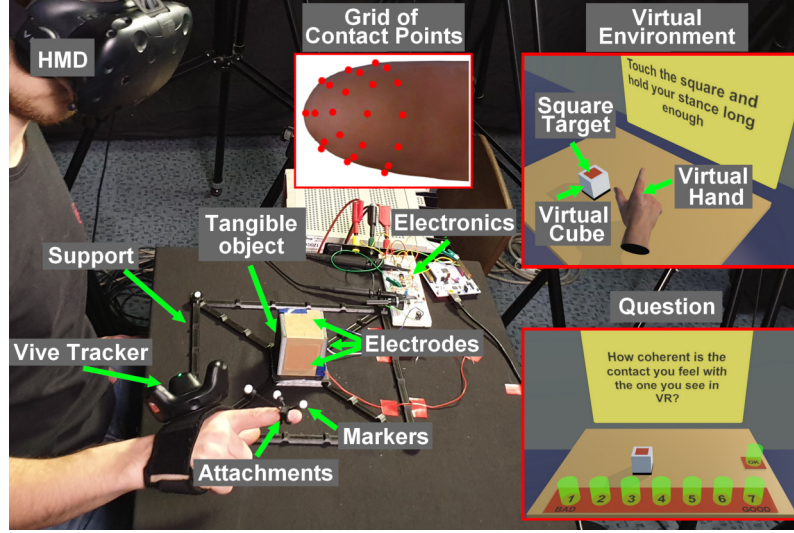 HMD
Grid of
Contact Points
Virtual
Environment
Touch the square and
hold your stance long
enough
Square
Target
Virtual
Cube
Virtual
Hand
Tangible
object
Electronics
Support
Electrodes
Vive Tracker
Markers
Attachments
Question
How coherent is the
contact you feel with
the one you see in
VR?
OK
1 2 3 4 5 6 7
BAD GOOD